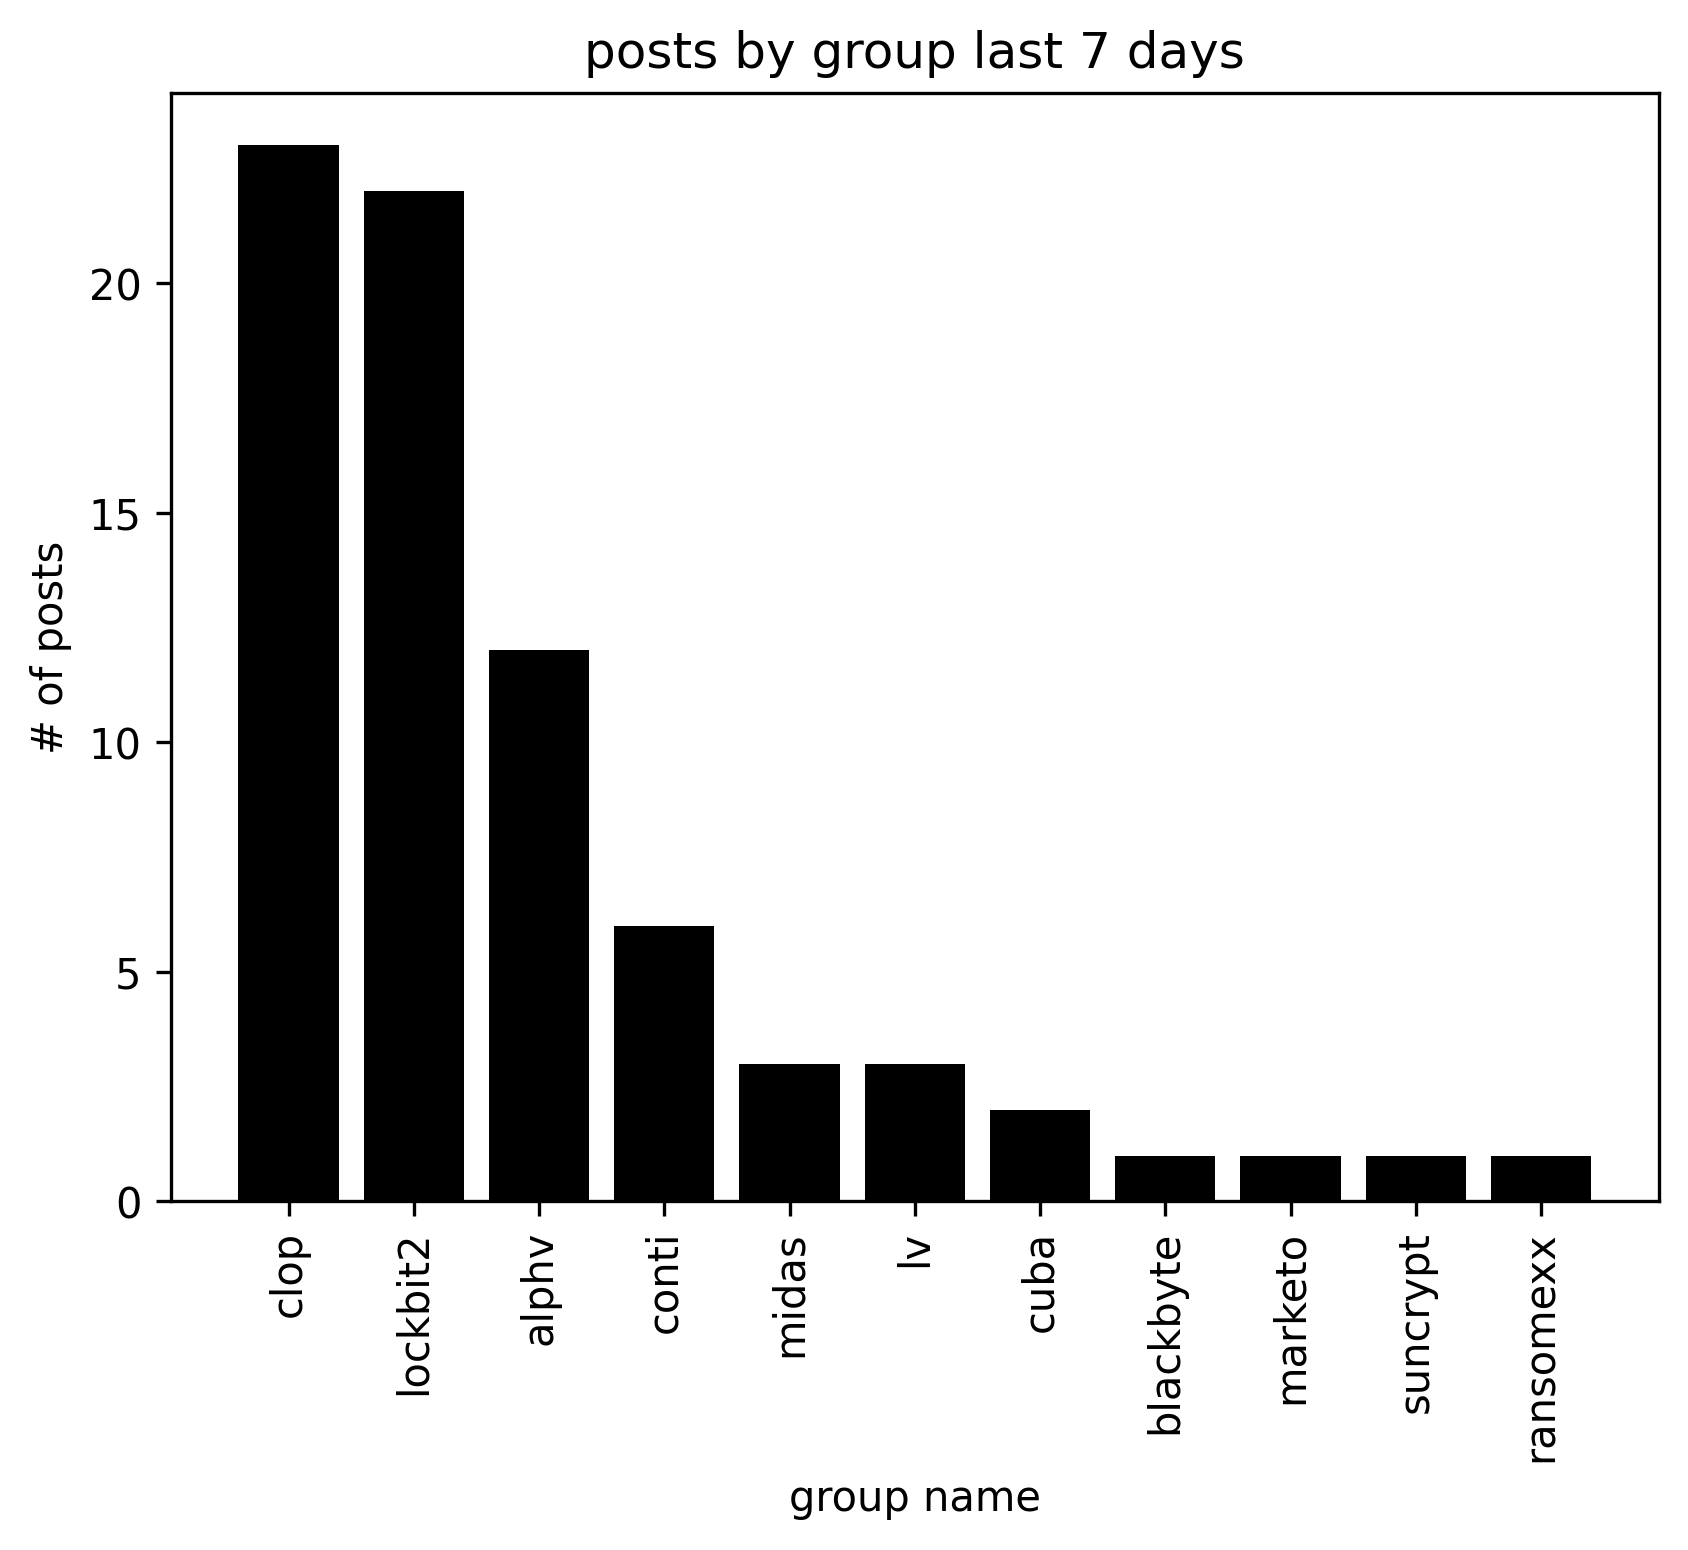 posts by group last 7 days
# of posts
20
15
10
5
0
clop
lockbit2
alphv
conti
midas
lv
cuba
blackbyte
marketo
suncrypt
ransomexx
group name